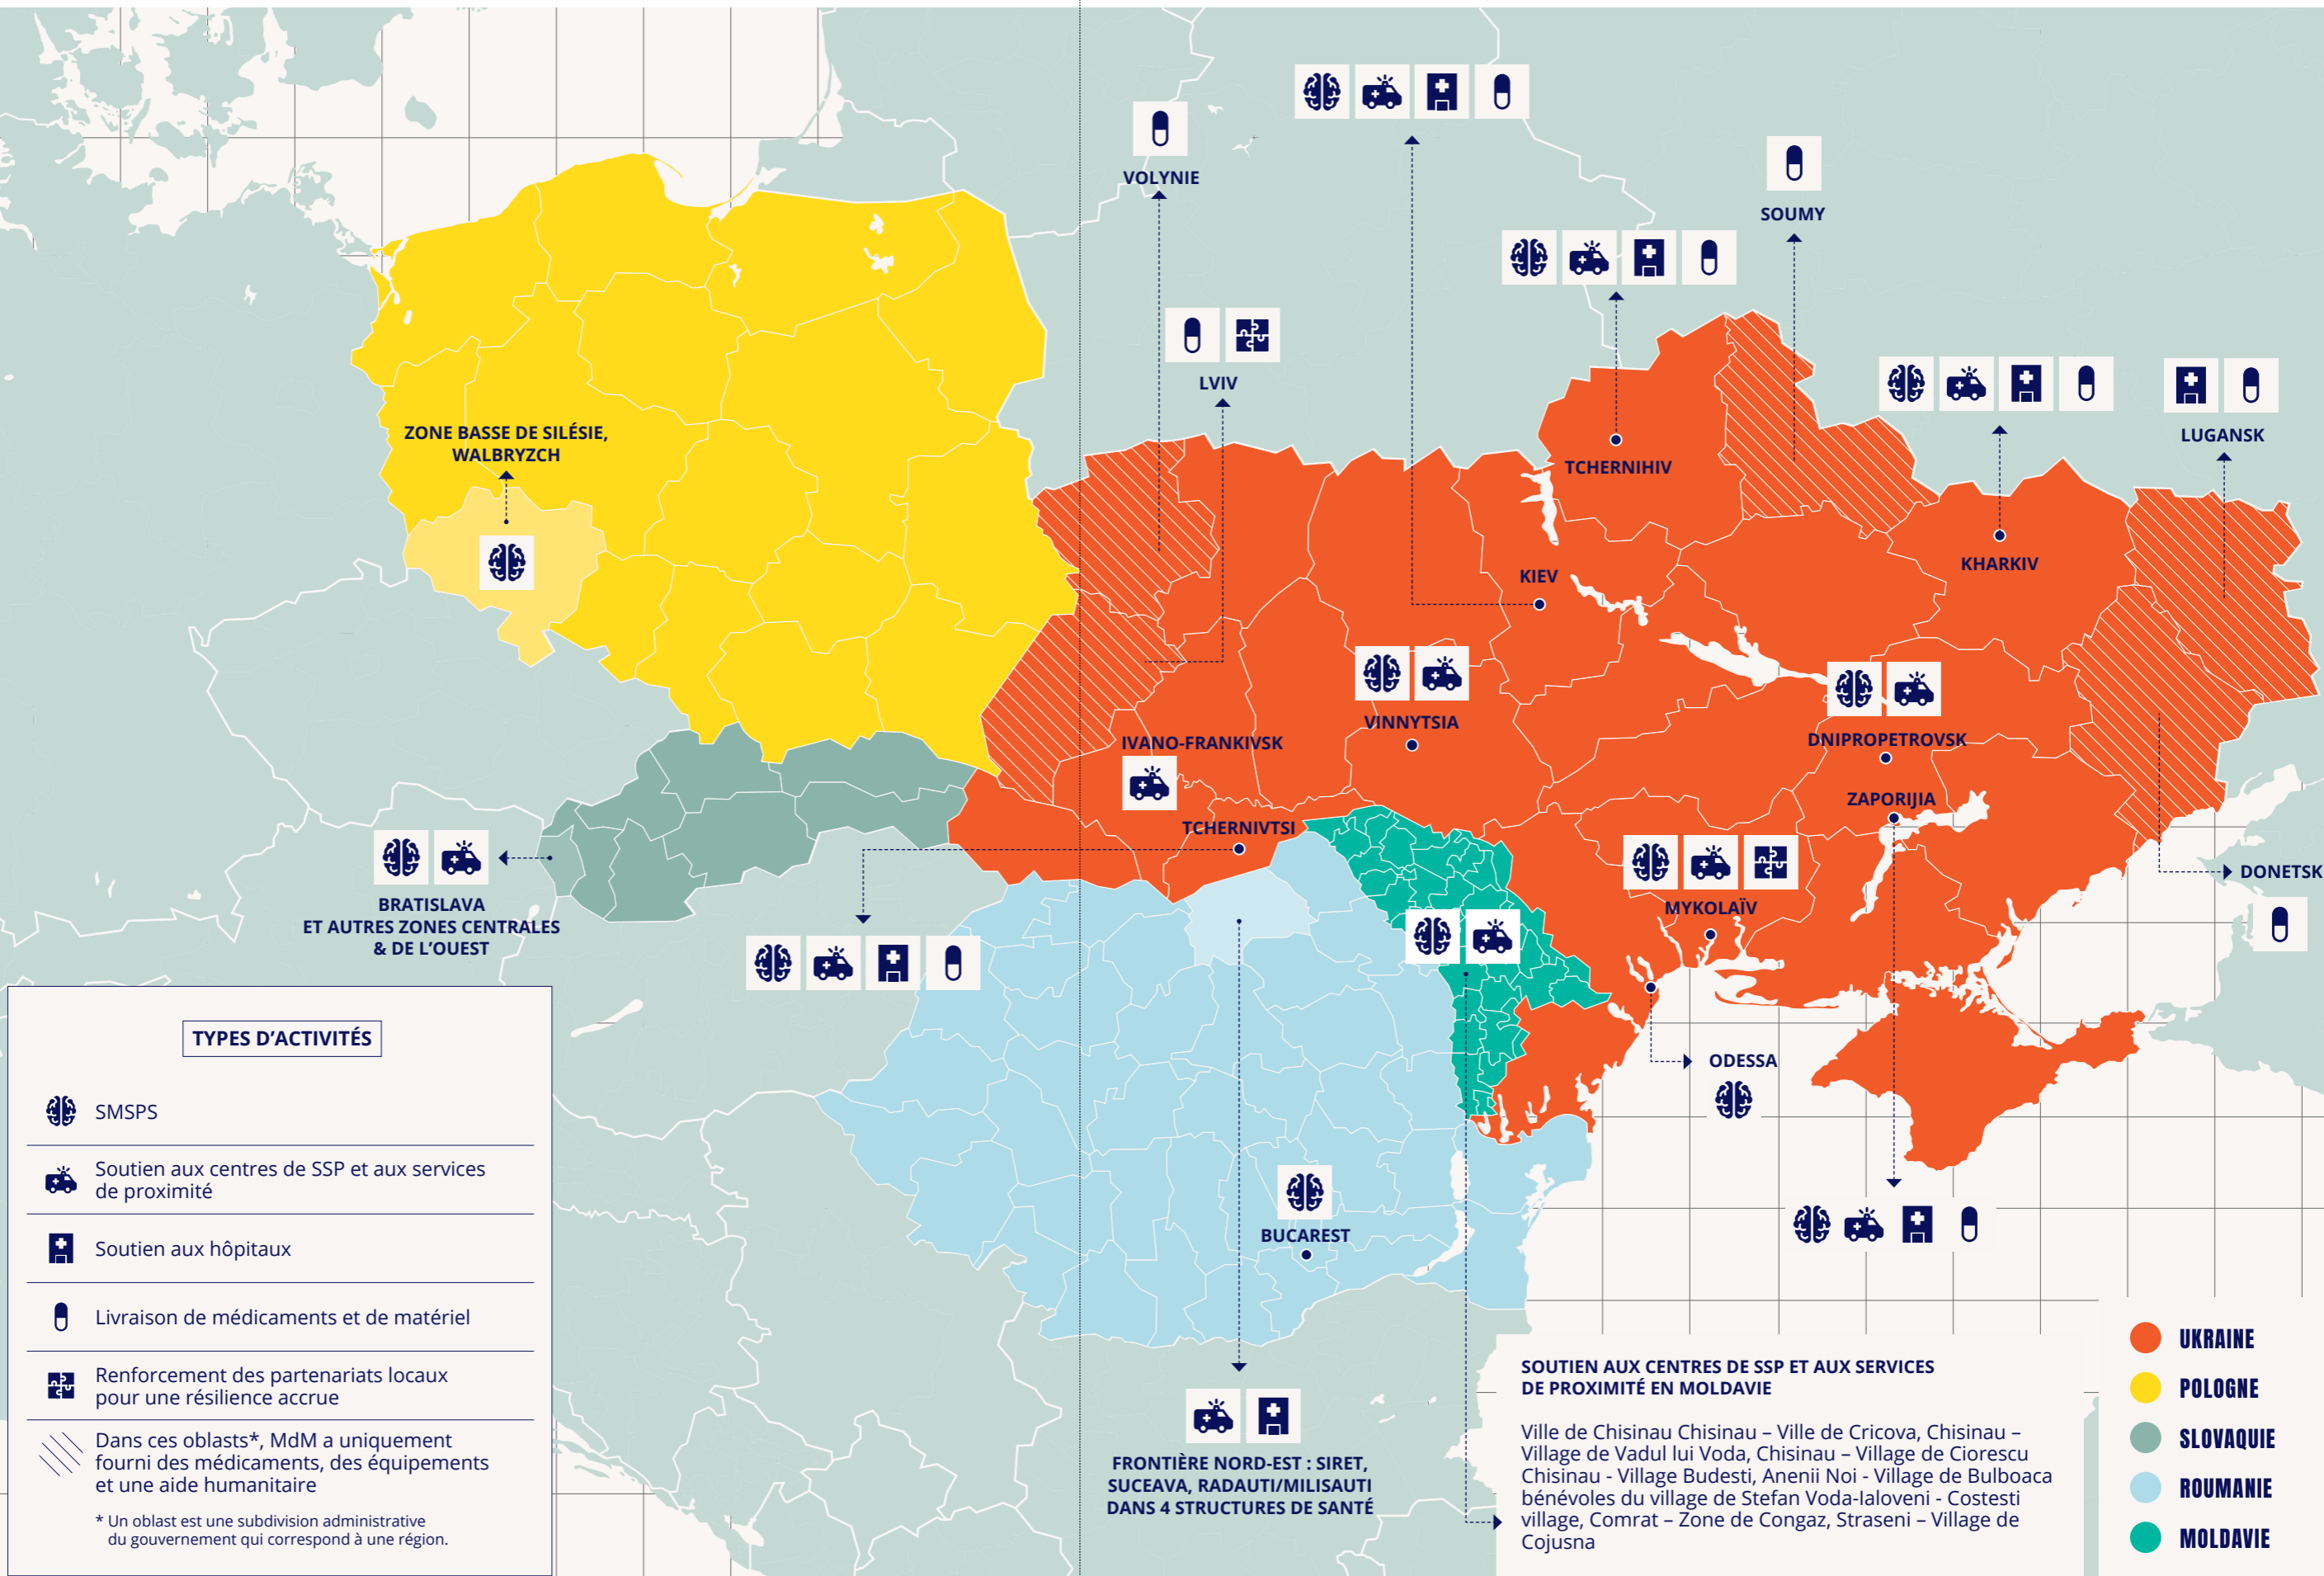 VOLYNIE
SOUMY
LVIV
LUGANSK
ZONE BASSE DE SILÉSIE,
WALBRYZCH
TCHERNIHIV
KHARKIV
KIEV
VINNYTSIA
IVANO-FRANKIVSK
DNIPROPETROVSK
ZAPORIJIA
TCHERNIVTSI
DONETSK
MYKOLAÏV
BRATISLAVA
ET AUTRES ZONES CENTRALES
& DE L'OUEST
ODESSA
BUCAREST
FRONTIÈRE NORD-EST : SIRET,
SUCEAVA, RADAUTI/MILISAUTI
DANS 4 STRUCTURES DE SANTÉ
TYPES D'ACTIVITÉS
SMSPS
Soutien aux centres de SSP et aux services
de proximité
Soutien aux hôpitaux
Livraison de médicaments et de matériel
Renforcement des partenariats locaux
pour une résilience accrue
Dans ces oblasts*, MdM a uniquement
fourni des médicaments, des équipements
et une aide humanitaire
* Un oblast est une subdivision administrative
du gouvernement qui correspond à une région.
SOUTIEN AUX CENTRES DE SSP ET AUX SERVICES
DE PROXIMITÉ EN MOLDAVIE
Ville de Chisinau Chisinau – Ville de Cricova, Chisinau –
Village de Vadul lui Voda, Chisinau – Village de Ciorescu
Chisinau - Village Budesti, Anenii Noi - Village de Bulboaca
bénévoles du village de Stefan Voda-Ialoveni - Costesti
village, Comrat – Zone de Congaz, Straseni – Village de
Cojusna
UKRAINE
POLOGNE
SLOVAQUIE
ROUMANIE
MOLDAVIE